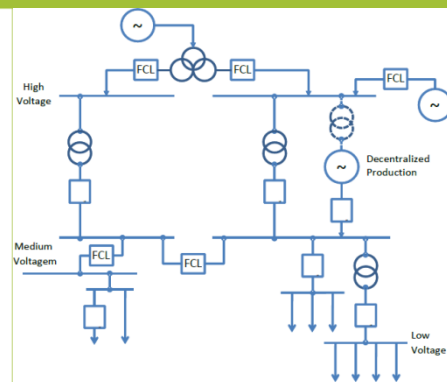 ~
FCL
FCL
FCL
High
Voltage
~
~
Decentralized
Production
Medium
Voltagem
FCL
FCL
Low
Voltage